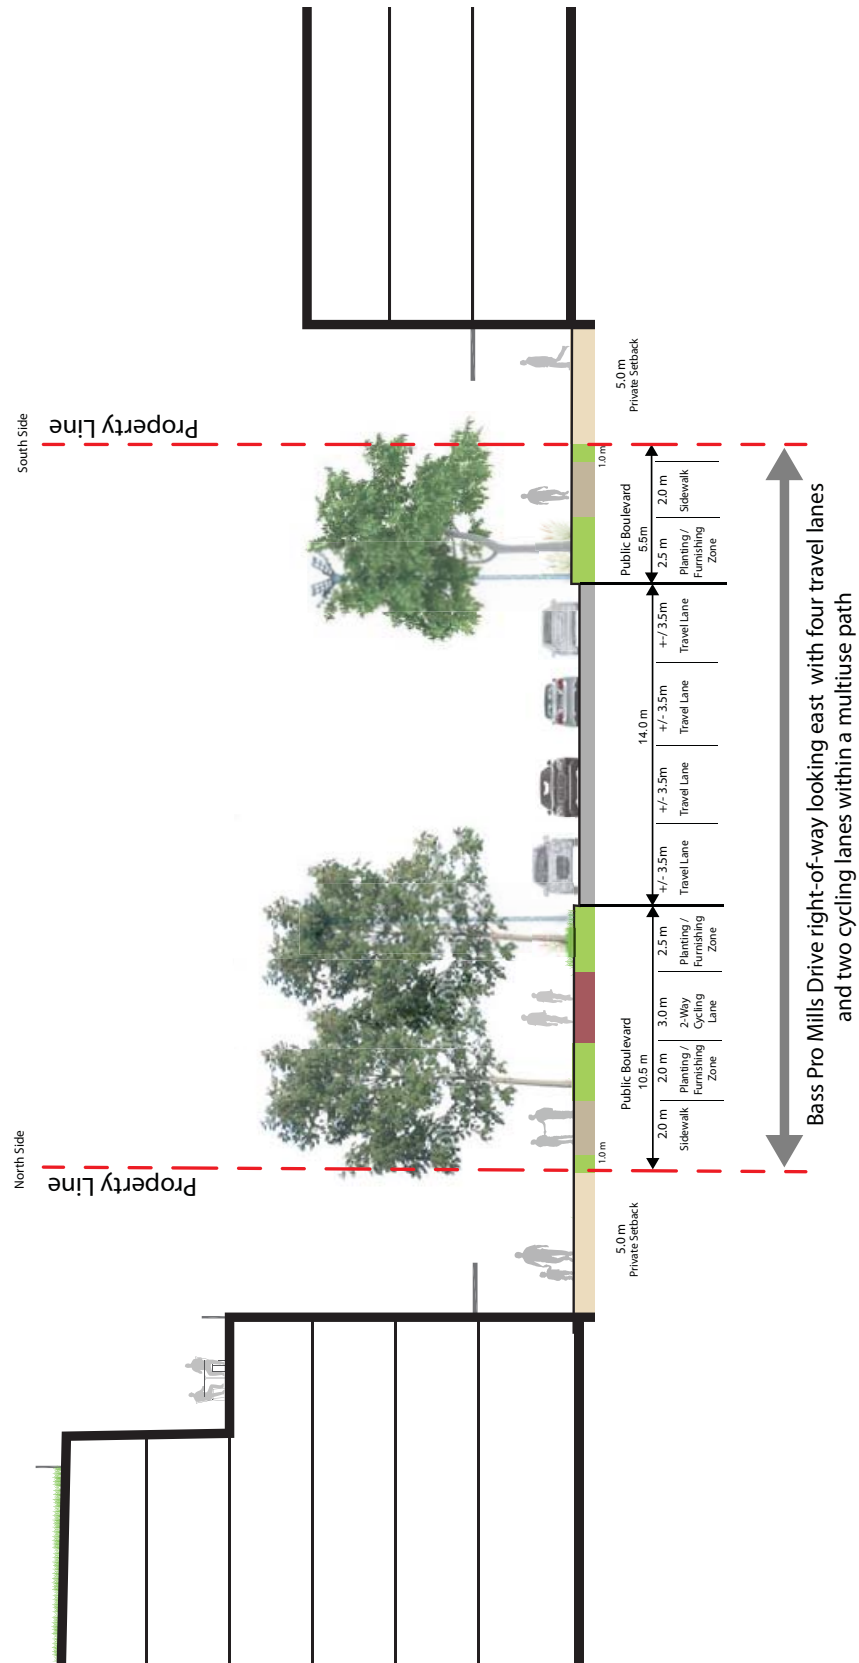 North Side
South Side
Property Line
Property Line
5.0 m
Private Setback
1.0 m
Public Boulevard
10.5 m
2.0 m
Sidewalk
2.0 m
Planting /
Furnishing
Zone
3.0 m
2-Way
Cycling
Lane
2.5 m
Planting /
Furnishing
Zone
14.0 m
+/- 3.5m
Travel Lane
+/- 3.5m
Travel Lane
+/- 3.5m
Travel Lane
+-/ 3.5m
Travel Lane
Public Boulevard
5.5m
2.5 m
Planting /
Furnishing
Zone
2.0 m
Sidewalk
1.0 m
5.0 m
Private Setback
Bass Pro Mills Drive right-of-way looking east with four travel lanes
and two cycling lanes within a multiuse path